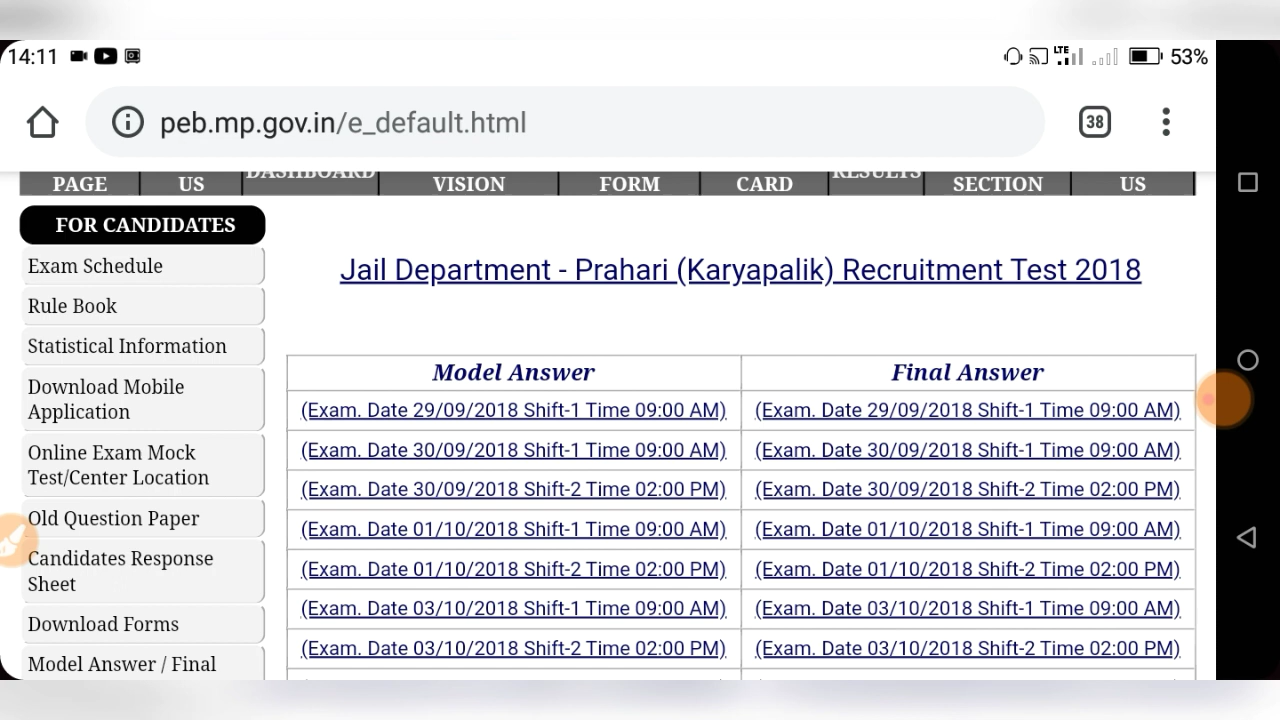 14:11
LTE
53%
peb.mp.gov.in/e_default.html
38
PAGE US DASHBOARD VISION FORM CARD RESULTS SECTION US
FOR CANDIDATES
Exam Schedule
Rule Book
Statistical Information
Download Mobile
Application
Online Exam Mock
Test/Center Location
Old Question Paper
Candidates Response
Sheet
Download Forms
Model Answer / Final
Jail Department - Prahari (Karyapalik) Recruitment Test 2018
Model Answer Final Answer
(Exam. Date 29/09/2018 Shift-1 Time 09:00 AM) (Exam. Date 29/09/2018 Shift-1 Time 09:00 AM)
(Exam. Date 30/09/2018 Shift-1 Time 09:00 AM) (Exam. Date 30/09/2018 Shift-1 Time 09:00 AM)
(Exam. Date 30/09/2018 Shift-2 Time 02:00 PM) (Exam. Date 30/09/2018 Shift-2 Time 02:00 PM)
(Exam. Date 01/10/2018 Shift-1 Time 09:00 AM) (Exam. Date 01/10/2018 Shift-1 Time 09:00 AM)
(Exam. Date 01/10/2018 Shift-2 Time 02:00 PM) (Exam. Date 01/10/2018 Shift-2 Time 02:00 PM)
(Exam. Date 03/10/2018 Shift-1 Time 09:00 AM) (Exam. Date 03/10/2018 Shift-1 Time 09:00 AM)
(Exam. Date 03/10/2018 Shift-2 Time 02:00 PM) (Exam. Date 03/10/2018 Shift-2 Time 02:00 PM)